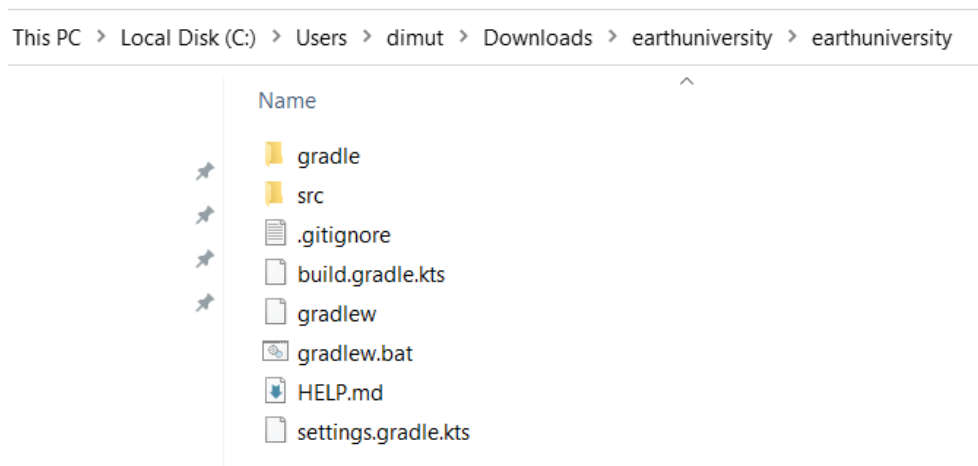 This PC > Local Disk (C:) > Users > dimut > Downloads > earthuniversity > earthuniversity
Name
gradle
src
.gitignore
build.gradle.kts
gradlew
gradlew.bat
HELP.md
settings.gradle.kts